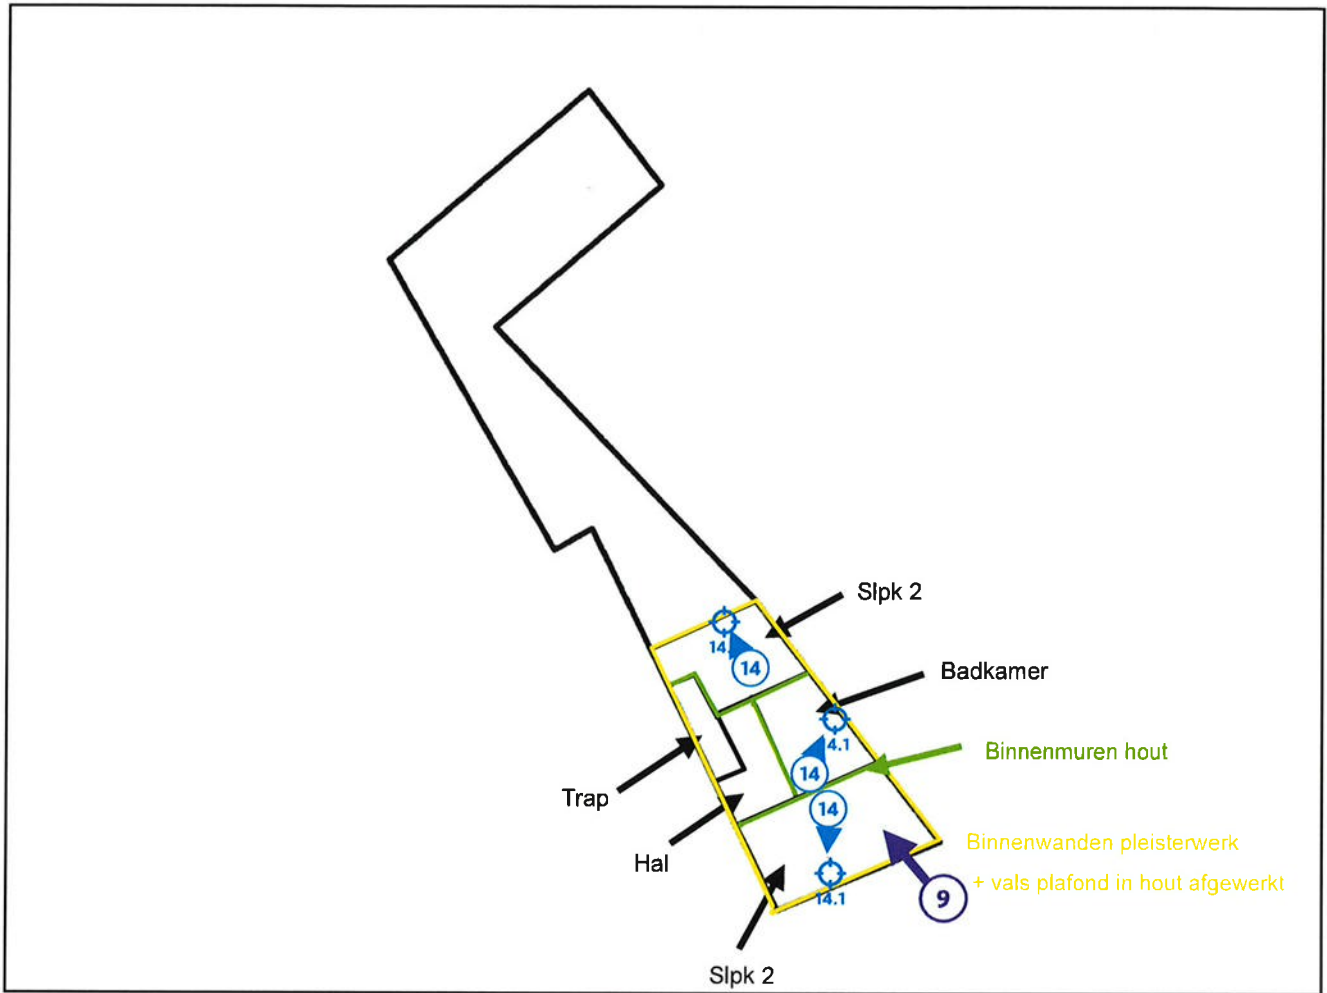 Slpk 2
14.
14
Badkamer
4.1
14
Binnenmuren hout
Trap
14
Hal
Binnenwanden pleisterwerk
+ vals plafond in hout afgewerkt
9
14.1
Slpk 2